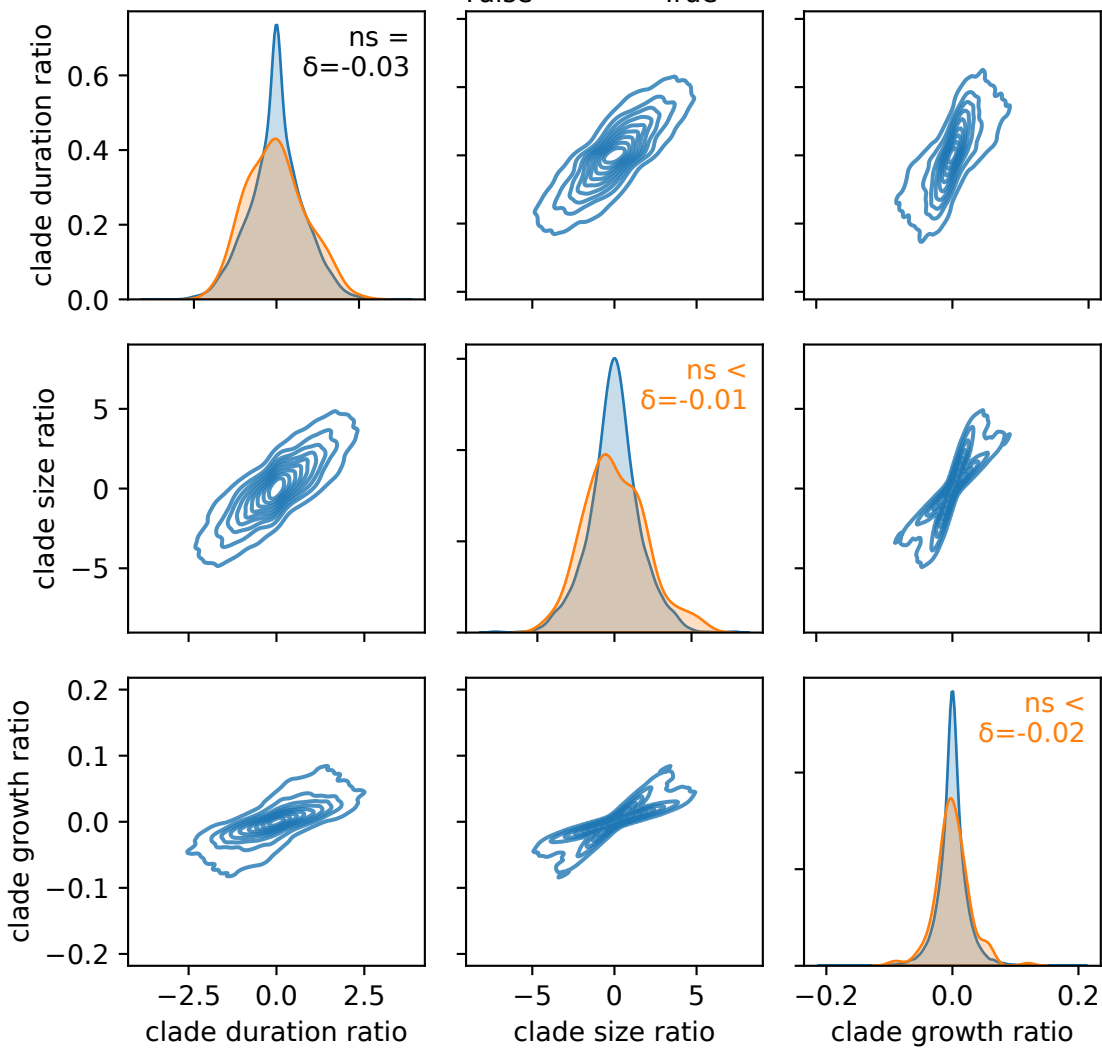 clade duration ratio
0.6
0.4
0.2
0.0
ns =
δ=-0.03
clade size ratio
5
0
−5
ns <
δ=-0.01
clade growth ratio
0.2
0.1
0.0
−0.1
−0.2
ns <
δ=-0.02
−2.5 0.0 2.5
−5 0 5
−0.2 0.0 0.2
clade duration ratio
clade size ratio
clade growth ratio